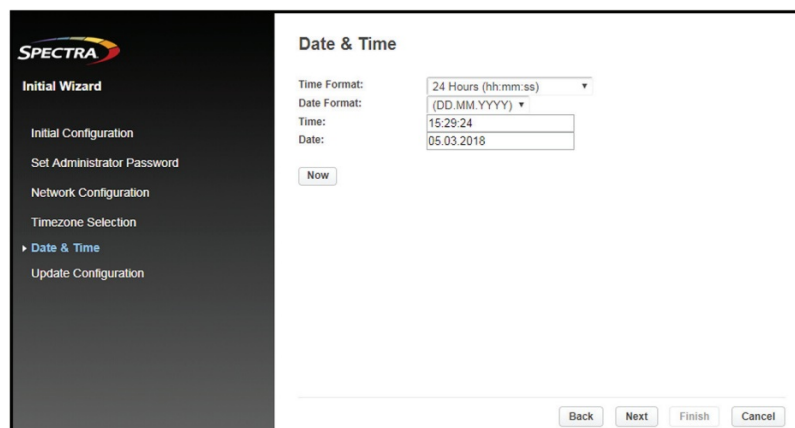 SPECTRA
Initial Wizard
Initial Configuration
Set Administrator Password
Network Configuration
Timezone Selection
Date & Time
Update Configuration
Date & Time
Time Format: 24 Hours (hh:mm:ss)
Date Format: (DD.MM.YYYY)
Time: 15:29:24
Date: 05.03.2018
Now
Back Next Finish Cancel